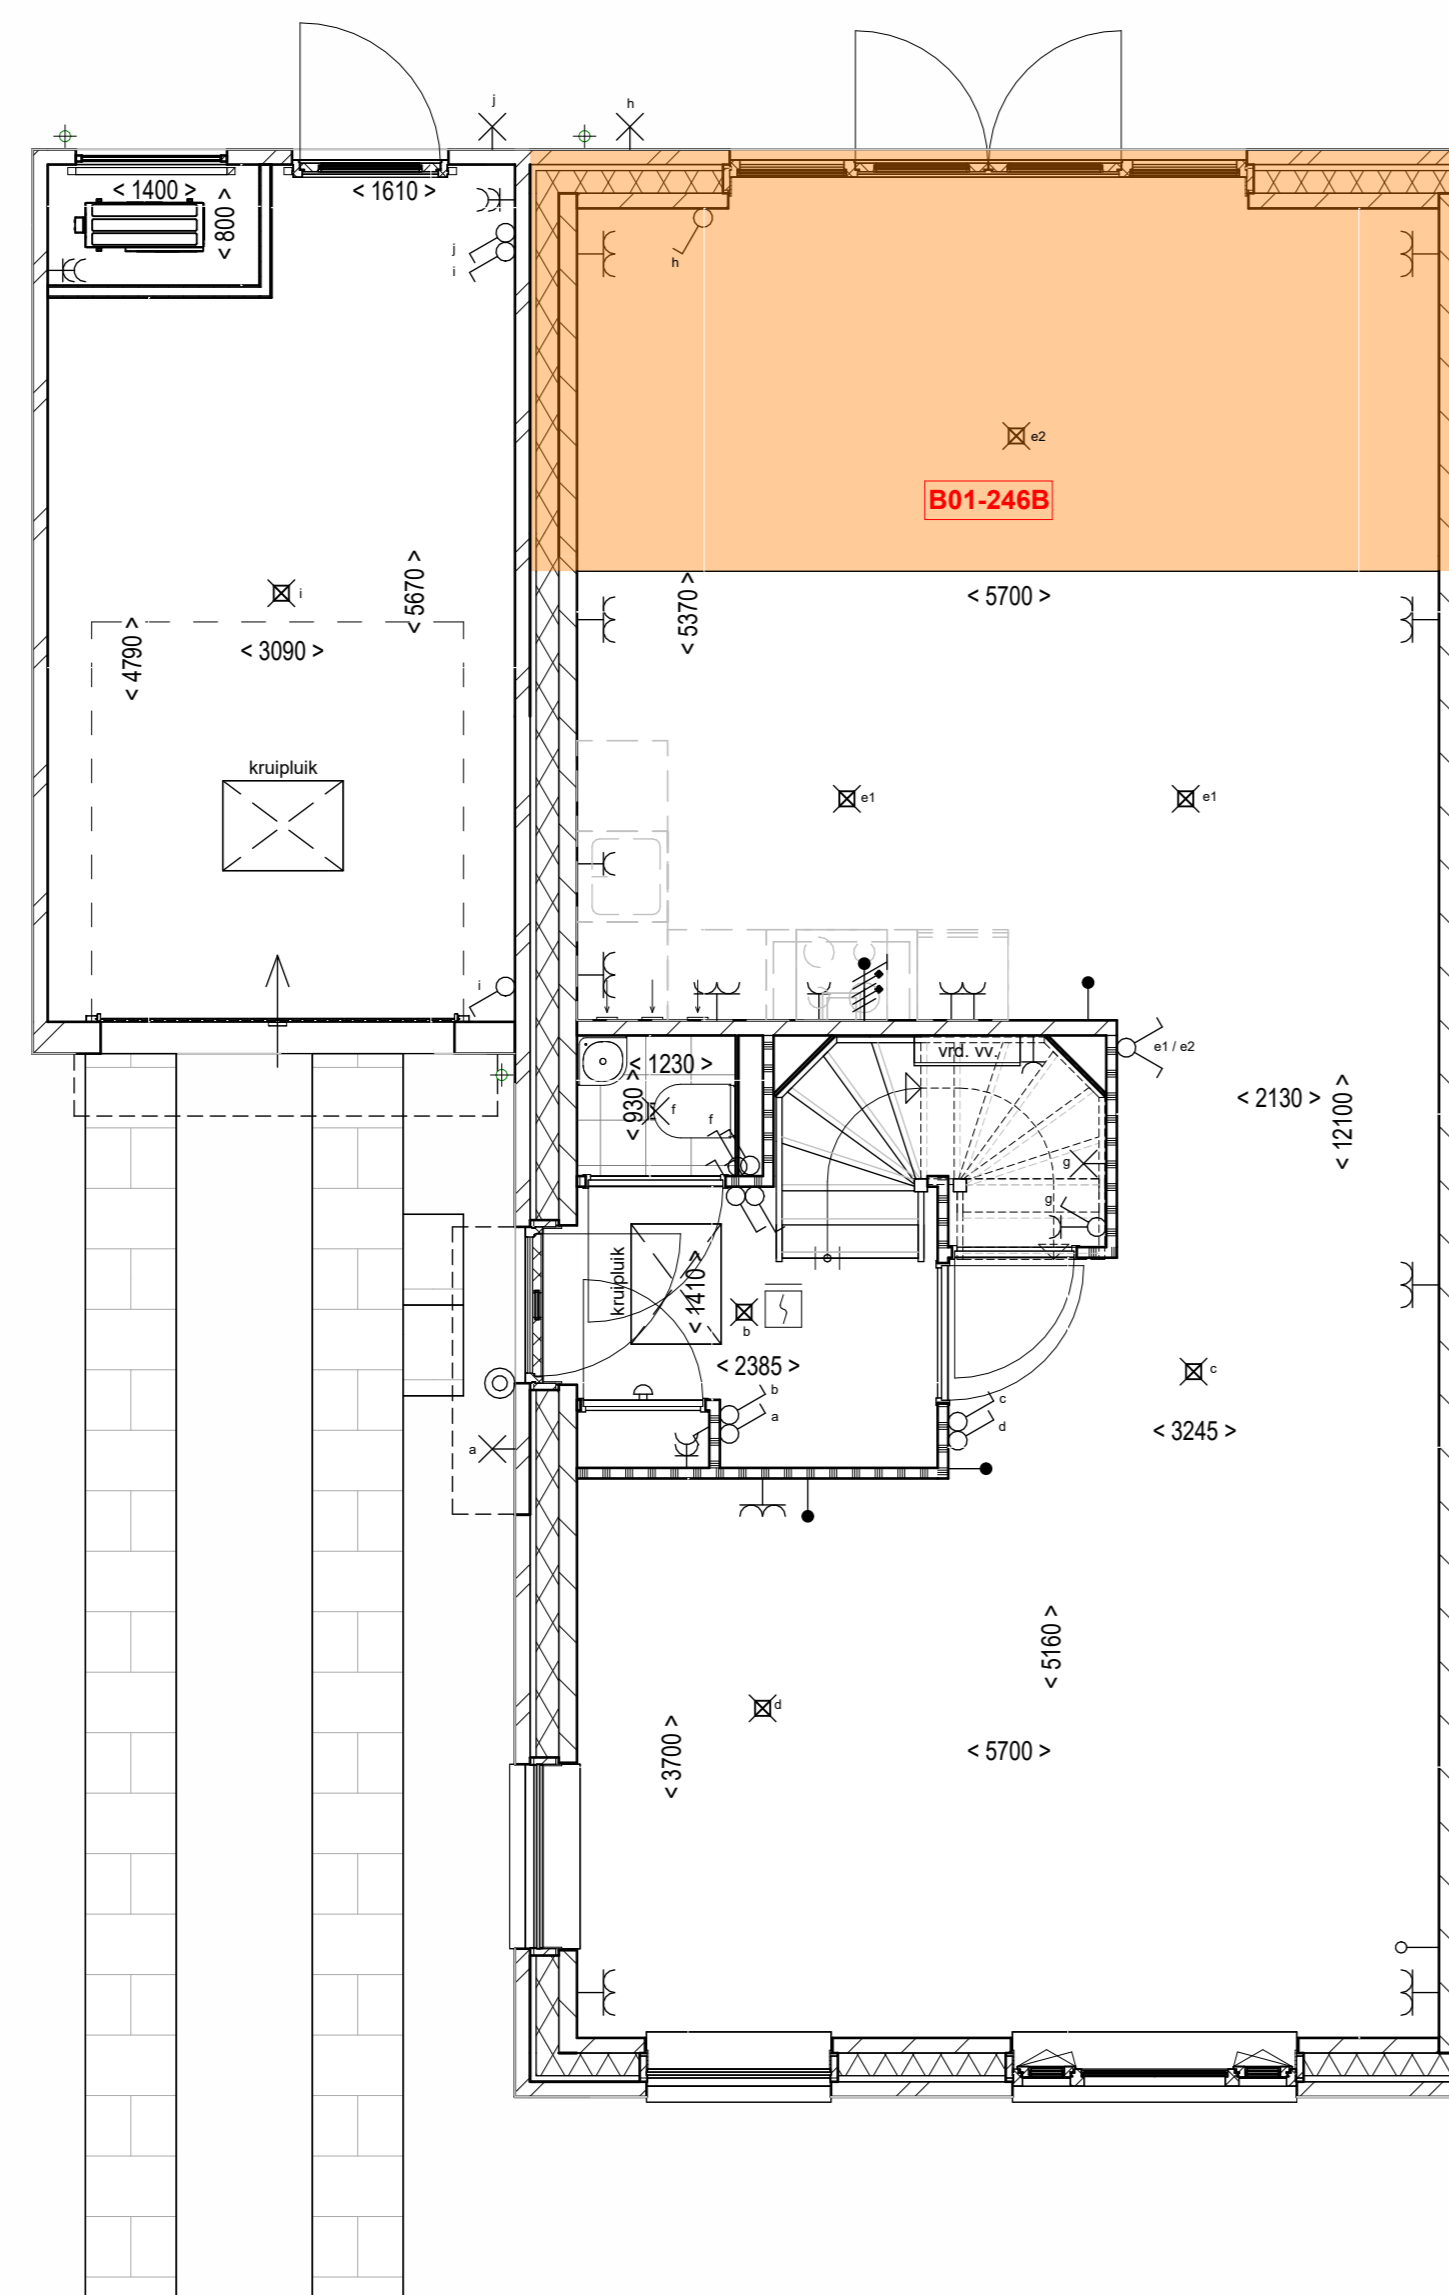 j
h
< 1400 >
< 1610 >
< 800 >
j
i
h
e2
B01-246B
< 5670 >
i
< 5370 >
< 5700 >
< 4790 >
< 3090 >
kruipluik
e1
e1
i
e1 / e2
vrd. vv.
< 1230 >
< 930 >
f
f
< 2130 >
< 12100 >
g
g
kruipluik
< 1410 >
b
< 2385 >
c
b
a
c
d
< 3245 >
a
< 5160 >
d
< 3700 >
< 5700 >